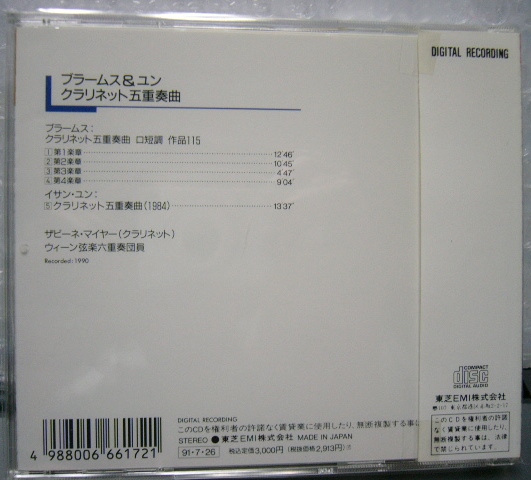 DIGITAL RECORDING
ブラームス&ユン
クラリネット五重奏曲
ブラームス:
クラリネット五重奏曲 ロ短調 作品115
1 第1楽章 12'46"
2 第2楽章 10'45"
3 第3楽章 4'47"
4 第4楽章 9'04"
イサン・ユン:
5 クラリネット五重奏曲(1984) 13'37"
ザビーネ・マイヤー(クラリネット)
ウィーン弦楽六重奏団員
Recorded: 1990
COMPACT
disc
DIGITAL AUDIO
東芝EMI株式会社
このCDを権利者の許諾な
く賃貸業に使用したり、
無断複製する事は、法律
で禁じられています。
DIGITAL RECORDING
このCDを権利者の許諾なく賃貸業に使用したり、無断複製する事は
STEREO 東芝EMI株式会社 MADE IN JAPAN
91・7・26 税込定価3,000円(税抜価格2,913円)
4 988006 661721